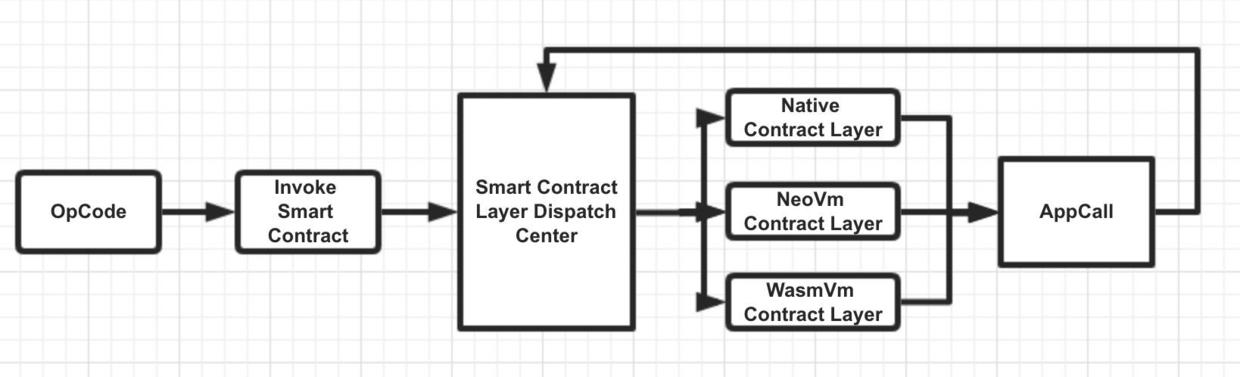 OpCode
Invoke
Smart
Contract
Smart Contract
Layer Dispatch
Center
Native
Contract Layer
NeoVm
Contract Layer
WasmVm
Contract Layer
AppCall